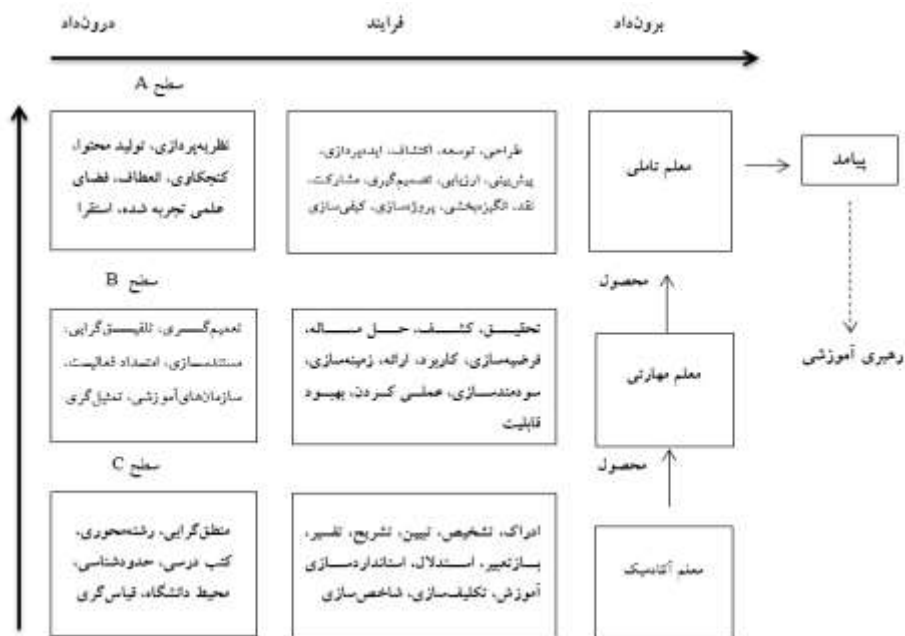 درون‌داد
فرایند
برون‌داد
سطح A
نظریه‌پردازی، تولید محتوا،
کنجکاوی، انعطاف، فضای
علمی تجربه شده، استقرا
طراحی، توسعه، اکتشاف، ایده‌پردازی،
پیش‌بینی، ارزیابی، تصمیم‌گیری، مشارکت،
نقد، انگیزه‌بخشی، پروژه‌سازی، کیفی‌سازی
معلم تاملی
پیامد
سطح B
محصول
تعمیم‌گری، تلفیق‌گرایی،
مستندسازی، امتداد فعالیت،
سازمان‌های‌آموزشی، تمثیل‌گری
تحقیق، کشف، حل مساله،
فرضیه‌سازی، کاربرد، ارائه، زمینه‌سازی،
سودمندسازی، عملی کردن، بهبود
قابلیت
معلم مهارتی
رهبری آموزشی
سطح C
محصول
منطق‌گرایی، رشته‌محوری،
کتب درسی، حدودشناسی،
محیط دانشگاه، قیاس‌گری
ادراک، تشخیص، تبیین، تشریح، تفسیر،
بازتعبیر، استدلال، استانداردسازی
آموزش، تکلیف‌سازی، شاخص‌سازی
معلم آکادمیک